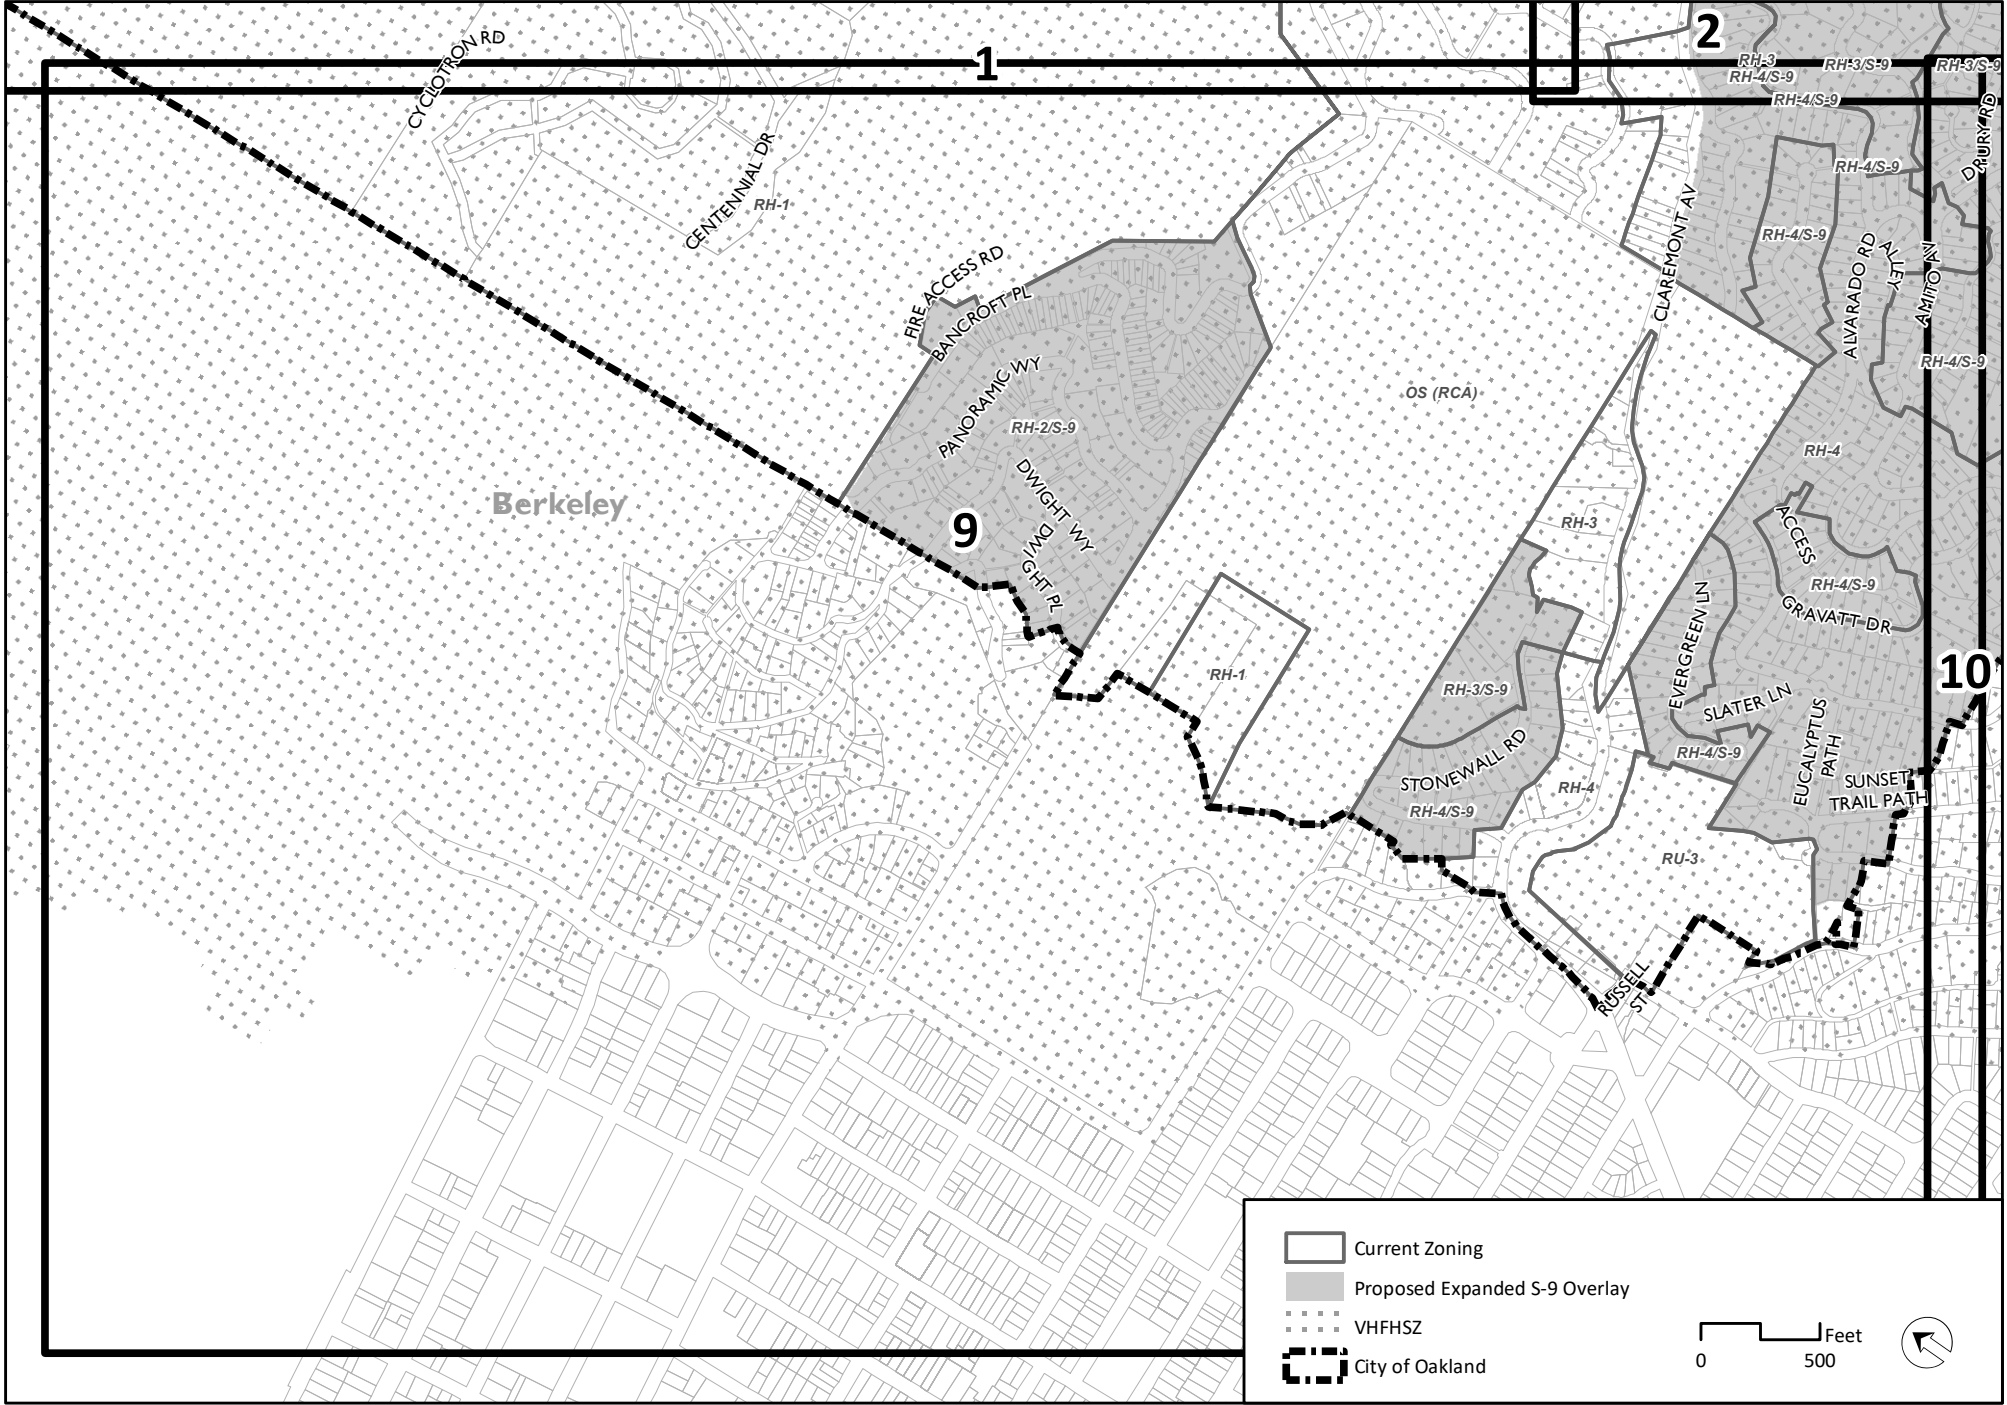 2
1
RH-3
RH-4/S-9
RH-3/S-9
RH-3/S-9
RH-4/S-9
CYCLOTRON RD
CENTENNIAL DR
RH-1
DRURY RD
RH-4/S-9
CLAREMONT AV
RH-4/S-9
ALVARADO RD
ALLEY
AMITO AV
FIRE ACCESS RD
BANCROFT PL
PANORAMIC WY
RH-2/S-9
OS (RCA)
RH-4/S-9
RH-4
Berkeley
9
DWIGHT WY
DWI
GHT PL
RH-3
ACCESS
RH-4/S-9
GRAVATT DR
EVERGREEN LN
RH-1
RH-3/S-9
10
SLATER LN
STONEWALL RD
RH-4/S-9
EUCALYPTUS
PATH
SUNSET
TRAIL PATH
RH-4/S-9
RH-4
RU-3
RUSSELL
ST
Current Zoning
Proposed Expanded S-9 Overlay
VHFHSZ
City of Oakland
Feet
0 500